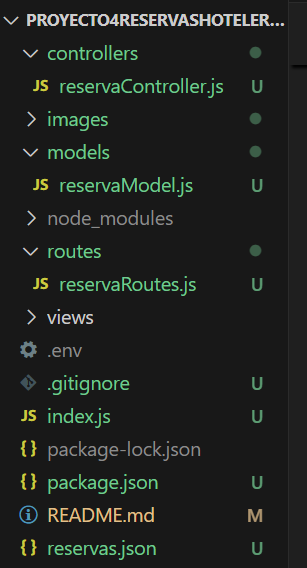 PROYECTO4RESERVASHOTELER...
controllers
JS reservaController.js U
images
models
JS reservaModel.js U
node_modules
routes
JS reservaRoutes.js U
views
.env
.gitignore U
JS index.js U
{} package-lock.json
{} package.json U
README.md M
{} reservas.json U